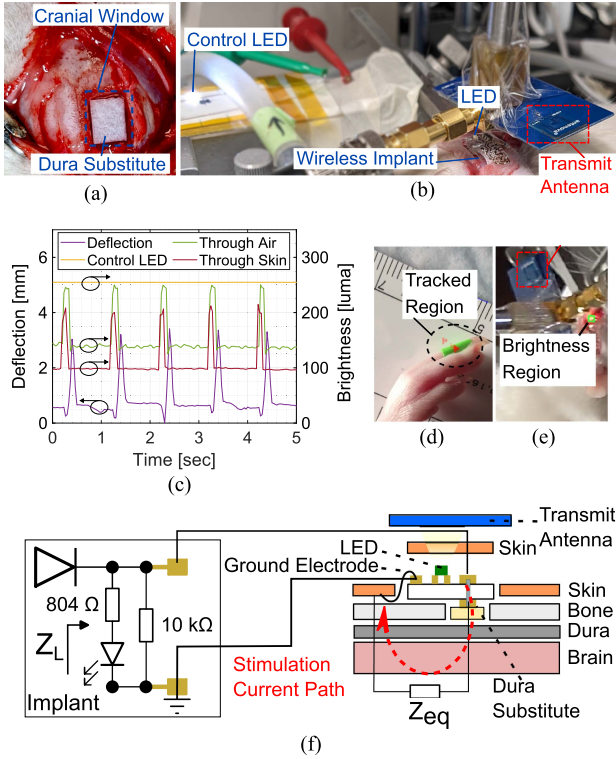 Cranial Window
Dura Substitute
(a)
Control LED
LED
Wireless Implant
Transmit
Antenna
(b)
Deflection
Through Air
Control LED
Through Skin
Deflection [mm]
6
4
2
0
Brightness [luma]
300
200
100
0
0
1
2
3
4
5
Time [sec]
(c)
Tracked
Region
(d)
Brightness
Region
(e)
Transmit
Antenna
LED
Skin
Ground Electrode
Skin
Bone
Dura
Brain
Dura
Substitute
Stimulation
Current Path
Zeq
804 Ω
10 kΩ
ZL
Implant
(f)